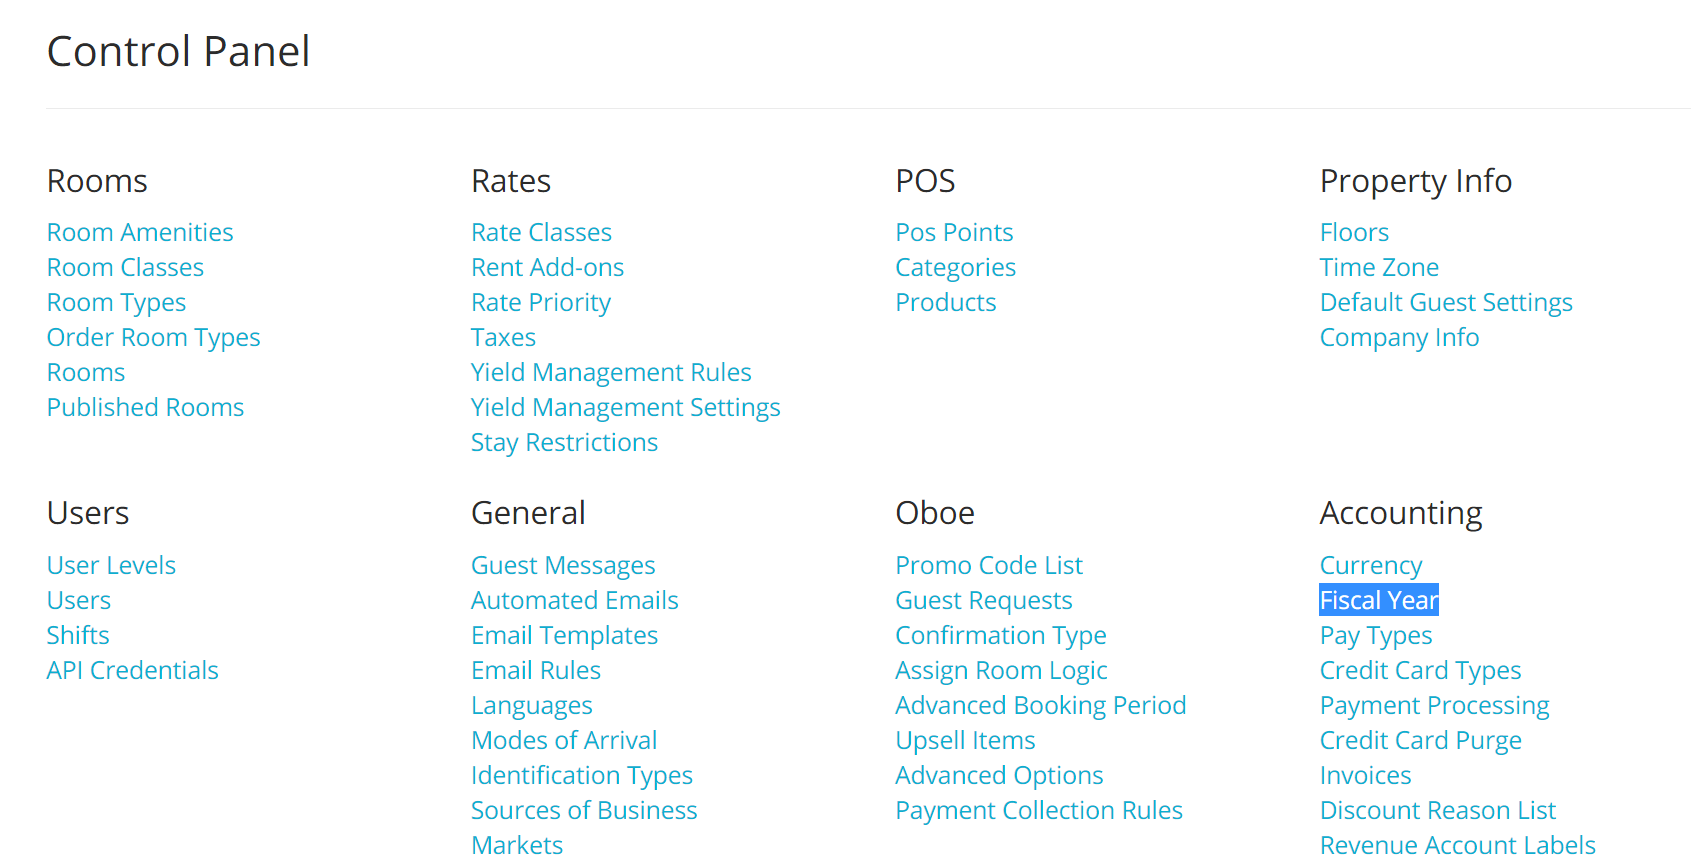 Control Panel
Rooms
Room Amenities
Room Classes
Room Types
Order Room Types
Rooms
Published Rooms
Rates
Rate Classes
Rent Add-ons
Rate Priority
Taxes
Yield Management Rules
Yield Management Settings
Stay Restrictions
POS
Pos Points
Categories
Products
Property Info
Floors
Time Zone
Default Guest Settings
Company Info
Users
User Levels
Users
Shifts
API Credentials
General
Guest Messages
Automated Emails
Email Templates
Email Rules
Languages
Modes of Arrival
Identification Types
Sources of Business
Markets
Oboe
Promo Code List
Guest Requests
Confirmation Type
Assign Room Logic
Advanced Booking Period
Upsell Items
Advanced Options
Payment Collection Rules
Accounting
Currency
Fiscal Year
Pay Types
Credit Card Types
Payment Processing
Credit Card Purge
Invoices
Discount Reason List
Revenue Account Labels